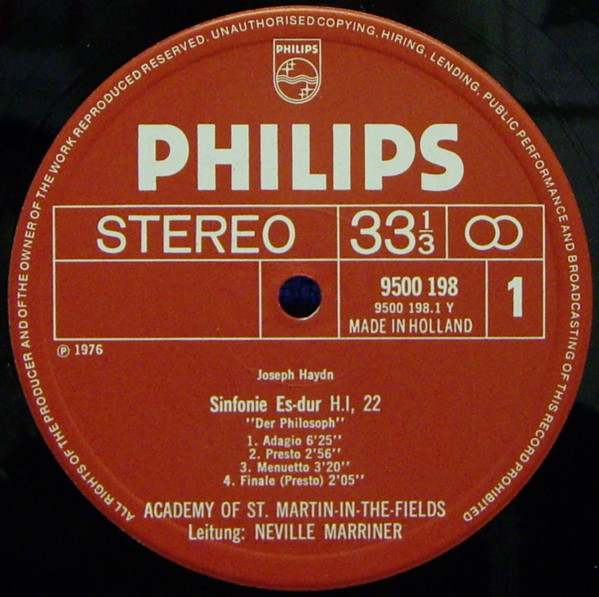 ALL RIGHTS OF THE PRODUCER AND OF THE OWNER OF THE WORK REPRODUCED RESERVED. UNAUTHORISED COPYING, HIRING, LENDING, PUBLIC PERFORMANCE AND BROADCASTING OF THIS RECORD PROHIBITED
PHILIPS
PHILIPS
STEREO 33 1/3
9500 198
9500 198.1 Y
MADE IN HOLLAND
1
℗ 1976
Joseph Haydn
Sinfonie Es-dur H.I, 22
"Der Philosoph"
1. Adagio 6'25"
2. Presto 2'56"
3. Menuetto 3'20"
4. Finale (Presto) 2'05"
ACADEMY OF ST. MARTIN-IN-THE-FIELDS
Leitung: NEVILLE MARRINER